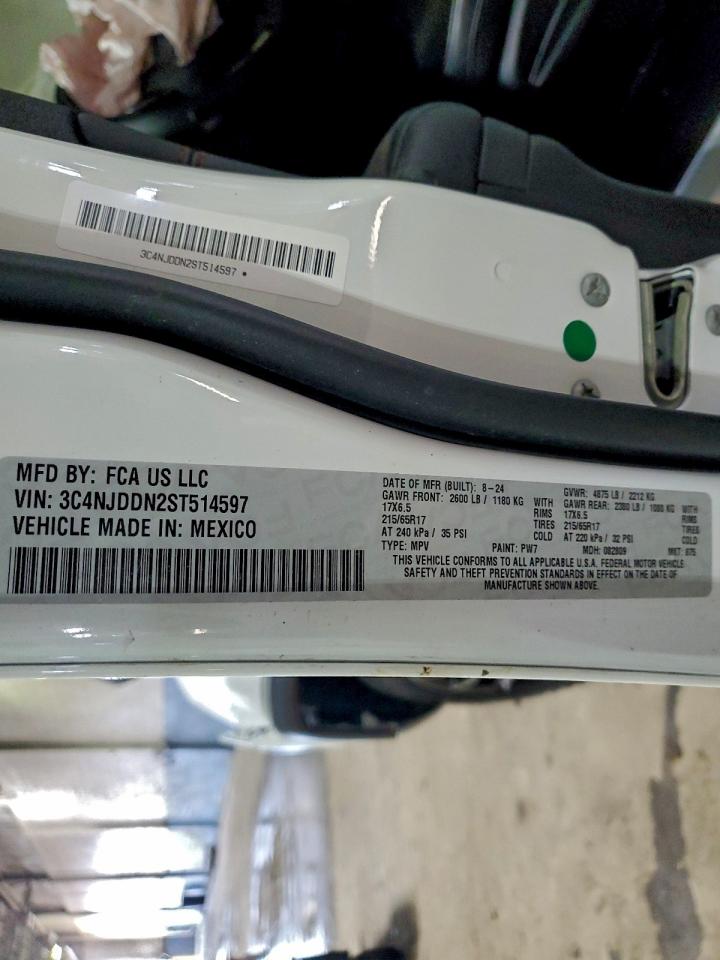 3C4NJDDN2ST514597
MFD BY: FCA US LLC
VIN: 3C4NJDDN2ST514597
VEHICLE MADE IN: MEXICO
DATE OF MFR (BUILT): 8-24 GVWR: 4875 LB / 2212 KG
GAWR FRONT: 2600 LB / 1180 KG WITH GAWR REAR: 2380 LB / 1080 KG WITH
17X6.5 RIMS 17X6.5 RIMS
215/65R17 TIRES 215/65R17 TIRES
AT 240 kPa / 35 PSI COLD AT 220 kPa / 32 PSI COLD
TYPE: MPV PAINT: PW7 MDH: 082809 MKT: 675
THIS VEHICLE CONFORMS TO ALL APPLICABLE U.S.A. FEDERAL MOTOR VEHICLE
SAFETY AND THEFT PREVENTION STANDARDS IN EFFECT ON THE DATE OF
MANUFACTURE SHOWN ABOVE.